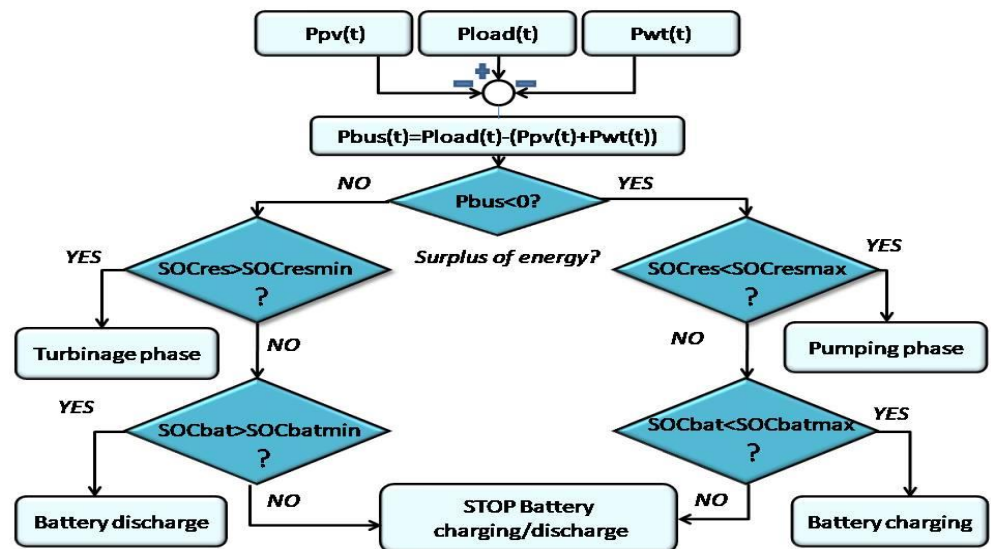 Ppv(t)
Pload(t)
Pwt(t)
+
Pbus(t)=Pload(t)-(Ppv(t)+Pwt(t))
NO
YES
Pbus<0?
Surplus of energy?
YES
SOCres>SOCresmin
?
SOCres<SOCresmax
?
YES
Turbinage phase
NO
NO
Pumping phase
YES
SOCbat>SOCbatmin
?
SOCbat<SOCbatmax
?
YES
Battery discharge
NO
STOP Battery
charging/discharge
NO
Battery charging